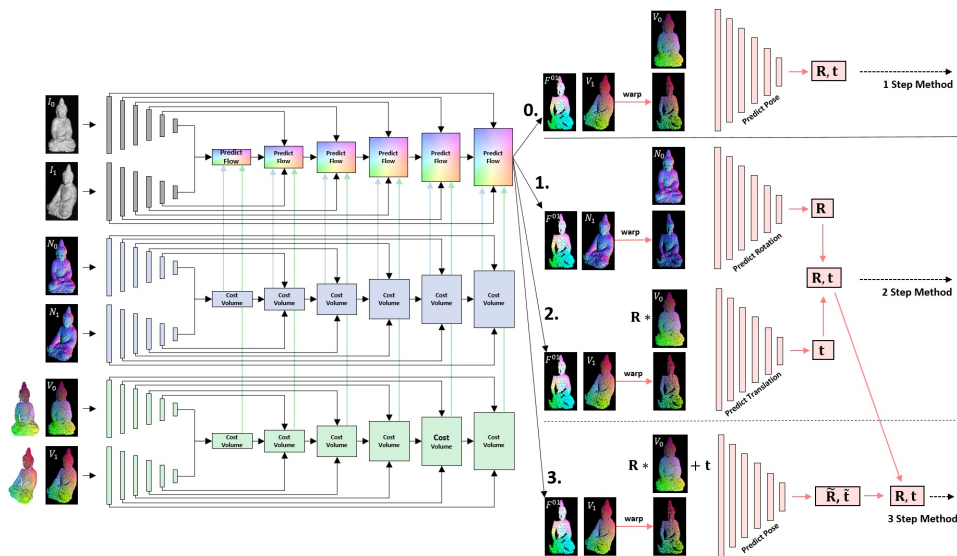 I₀
I₁
Predict Flow
Predict Flow
Predict Flow
Predict Flow
Predict Flow
Predict Flow
N₀
N₁
Cost Volume
Cost Volume
Cost Volume
Cost Volume
Cost Volume
Cost Volume
V₀
V₁
Cost Volume
Cost Volume
Cost Volume
Cost Volume
Cost Volume
Cost Volume
0.
V₀
F⁰¹
V₁
warp
Predict Pose
R, t
1 Step Method
1.
N₀
F⁰¹
N₁
warp
Predict Rotation
R
R, t
2 Step Method
2.
R *
V₀
F⁰¹
V₁
warp
Predict Translation
t
3.
R *
V₀
+ t
F⁰¹
V₁
warp
Predict Pose
R̃, t̃
R, t
3 Step Method